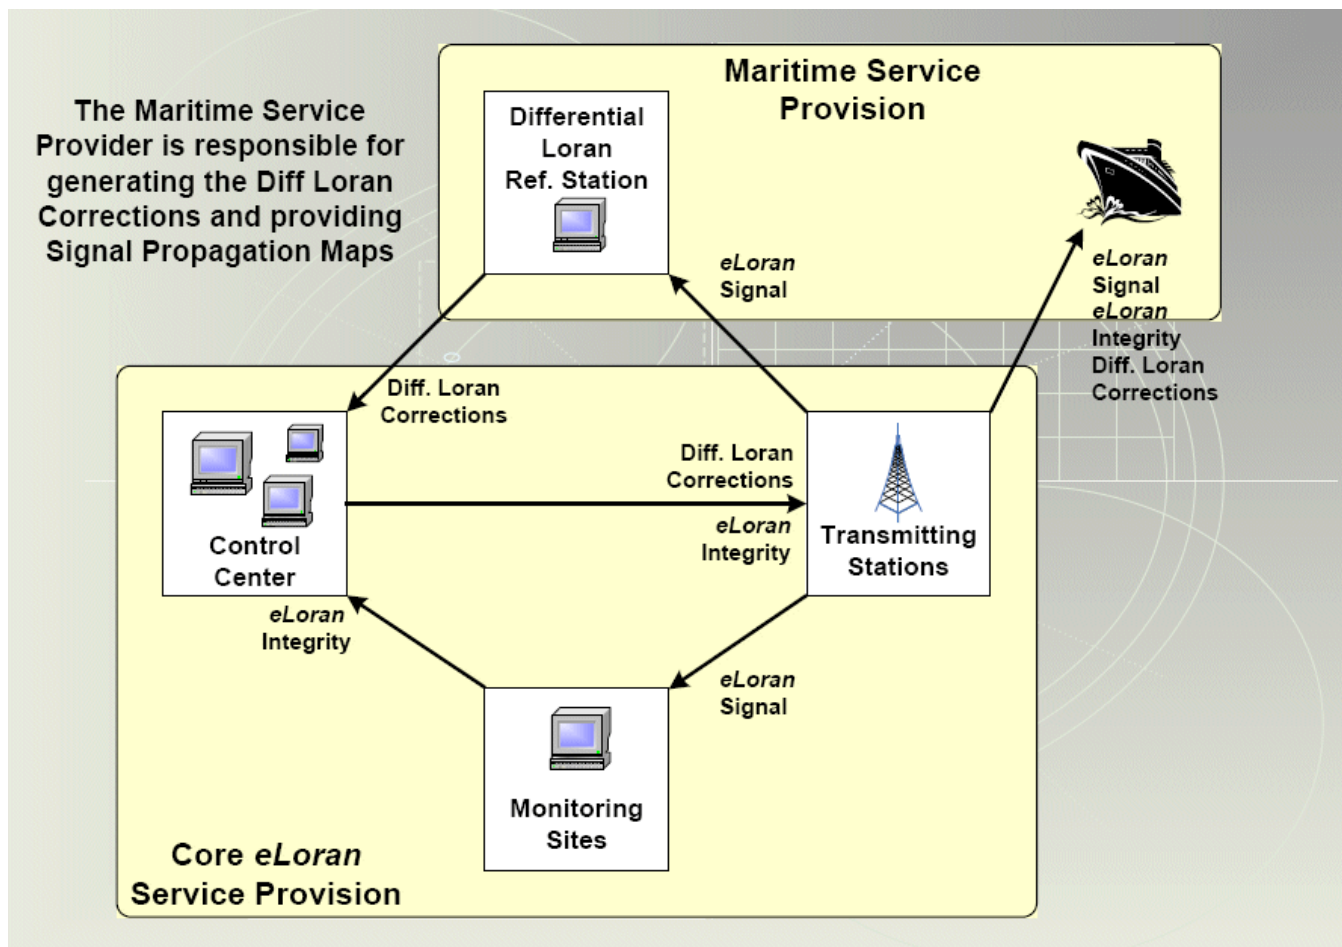 The Maritime Service
Provider is responsible for
generating the Diff Loran
Corrections and providing
Signal Propagation Maps
Maritime Service
Provision
Differential
Loran
Ref. Station
eLoran
Signal
eLoran
Signal
eLoran
Integrity
Diff. Loran
Corrections
Diff. Loran
Corrections
Diff. Loran
Corrections
eLoran
Integrity
Control
Center
Transmitting
Stations
eLoran
Integrity
eLoran
Signal
Monitoring
Sites
Core eLoran
Service Provision